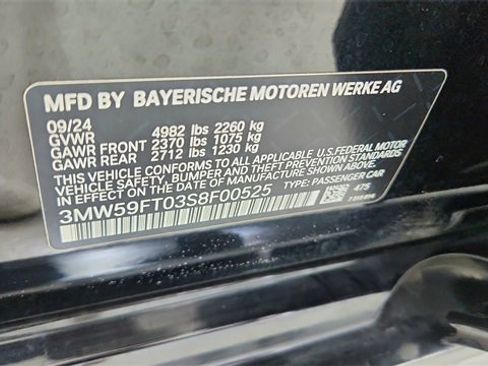 MFD BY BAYERISCHE MOTOREN WERKE AG
09/24
GVWR 4982 lbs 2260 kg
GAWR FRONT 2370 lbs 1075 kg
GAWR REAR 2712 lbs 1230 kg
THIS VEHICLE CONFORMS TO ALL APPLICABLE U.S.FEDERAL MOTOR
VEHICLE SAFETY, BUMPER AND THEFT PREVENTION STANDARDS
IN EFFECT ON THE DATE OF MANUFACTURE SHOWN ABOVE.
3MW59FT03S8F00525 TYPE: PASSENGER CAR
475